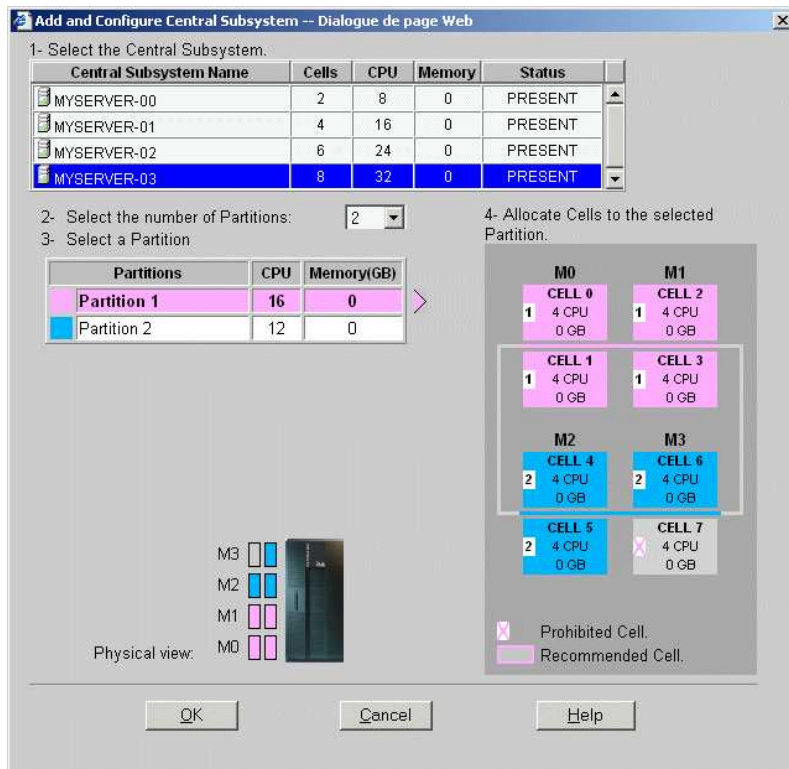 Add and Configure Central Subsystem -- Dialogue de page Web
1- Select the Central Subsystem.
Central Subsystem Name Cells CPU Memory Status
MYSERVER-00 2 8 0 PRESENT
MYSERVER-01 4 16 0 PRESENT
MYSERVER-02 6 24 0 PRESENT
MYSERVER-03 8 32 0 PRESENT
2- Select the number of Partitions: 2
3- Select a Partition
Partitions CPU Memory(GB)
Partition 1 16 0
Partition 2 12 0
4- Allocate Cells to the selected
Partition.
M0 M1
CELL 0 CELL 2
1 4 CPU 1 4 CPU
0 GB 0 GB
CELL 1 CELL 3
1 4 CPU 1 4 CPU
0 GB 0 GB
M2 M3
CELL 4 CELL 6
2 4 CPU 2 4 CPU
0 GB 0 GB
CELL 5 CELL 7
2 4 CPU 4 CPU
0 GB 0 GB
Prohibited Cell.
Recommended Cell.
M3
M2
M1
Physical view: M0
OK Cancel Help